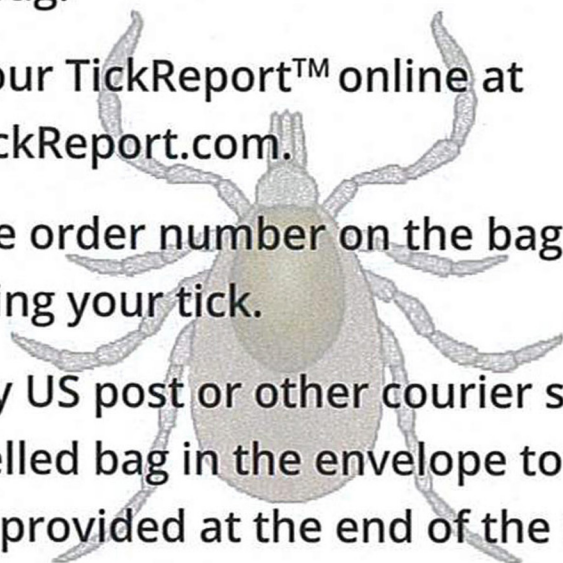 our TickReport™ online at
ckReport.com.
e order number on the bag
ing your tick.
y US post or other courier s
elled bag in the envelope to
provided at the end of the